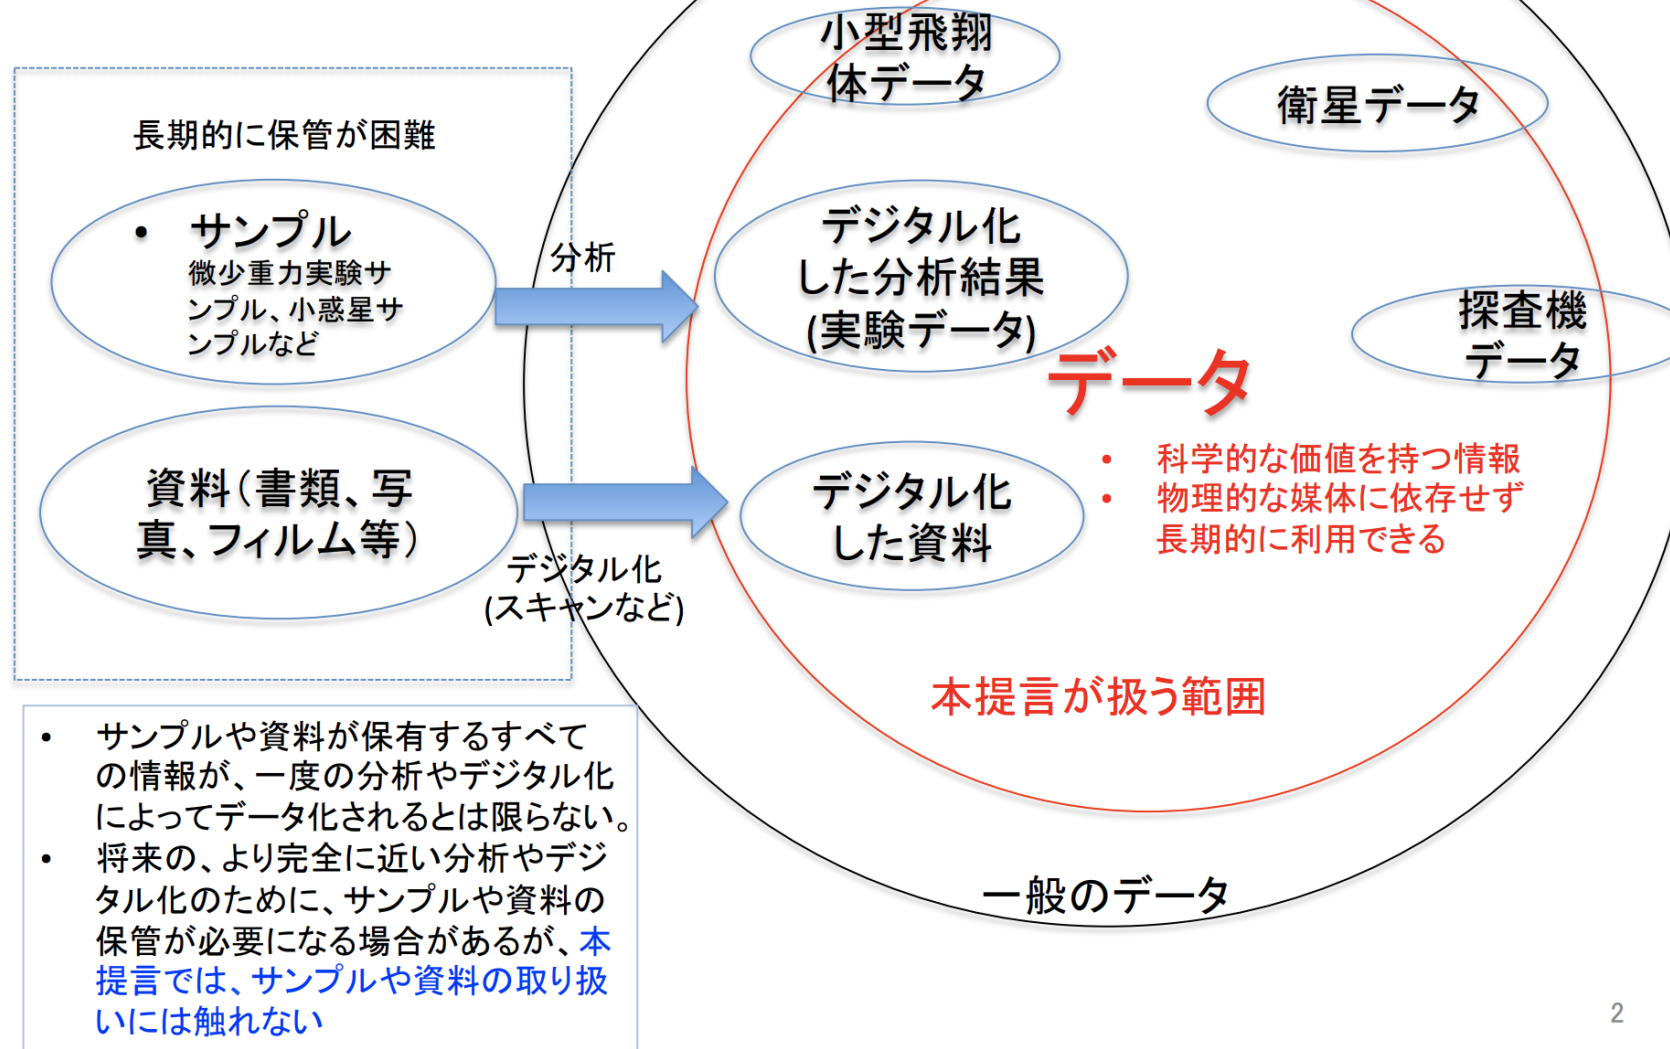 小型飛翔
体データ
衛星データ
長期的に保管が困難
• サンプル
微少重力実験サ
ンプル、小惑星サ
ンプルなど
分析
デジタル化
した分析結果
(実験データ)
探査機
データ
データ
• 科学的な価値を持つ情報
• 物理的な媒体に依存せず
長期的に利用できる
資料(書類、写
真、フィルム等)
デジタル化
(スキャンなど)
デジタル化
した資料
本提言が扱う範囲
一般のデータ
• サンプルや資料が保有するすべて
の情報が、一度の分析やデジタル化
によってデータ化されるとは限らない。
• 将来の、より完全に近い分析やデジ
タル化のために、サンプルや資料の
保管が必要になる場合があるが、本
提言では、サンプルや資料の取り扱
いには触れない
2